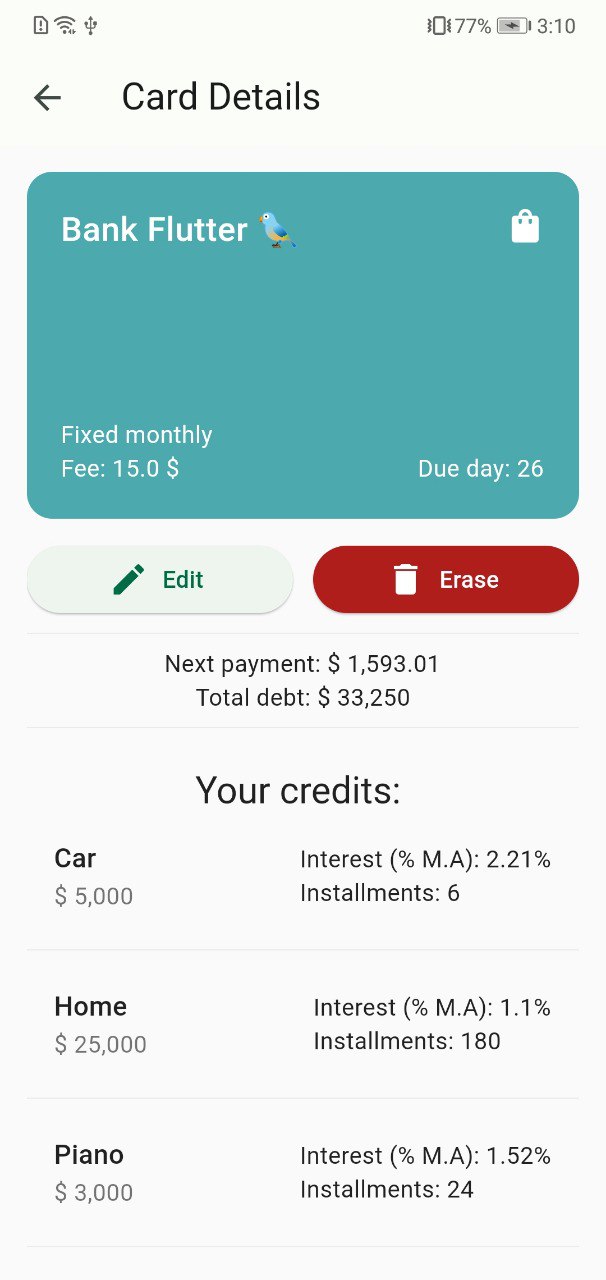 77% 3:10
Card Details
Bank Flutter
Fixed monthly
Fee: 15.0 $
Due day: 26
Edit
Erase
Next payment: $ 1,593.01
Total debt: $ 33,250
Your credits:
Car
$ 5,000
Interest (% M.A): 2.21%
Installments: 6
Home
$ 25,000
Interest (% M.A): 1.1%
Installments: 180
Piano
$ 3,000
Interest (% M.A): 1.52%
Installments: 24